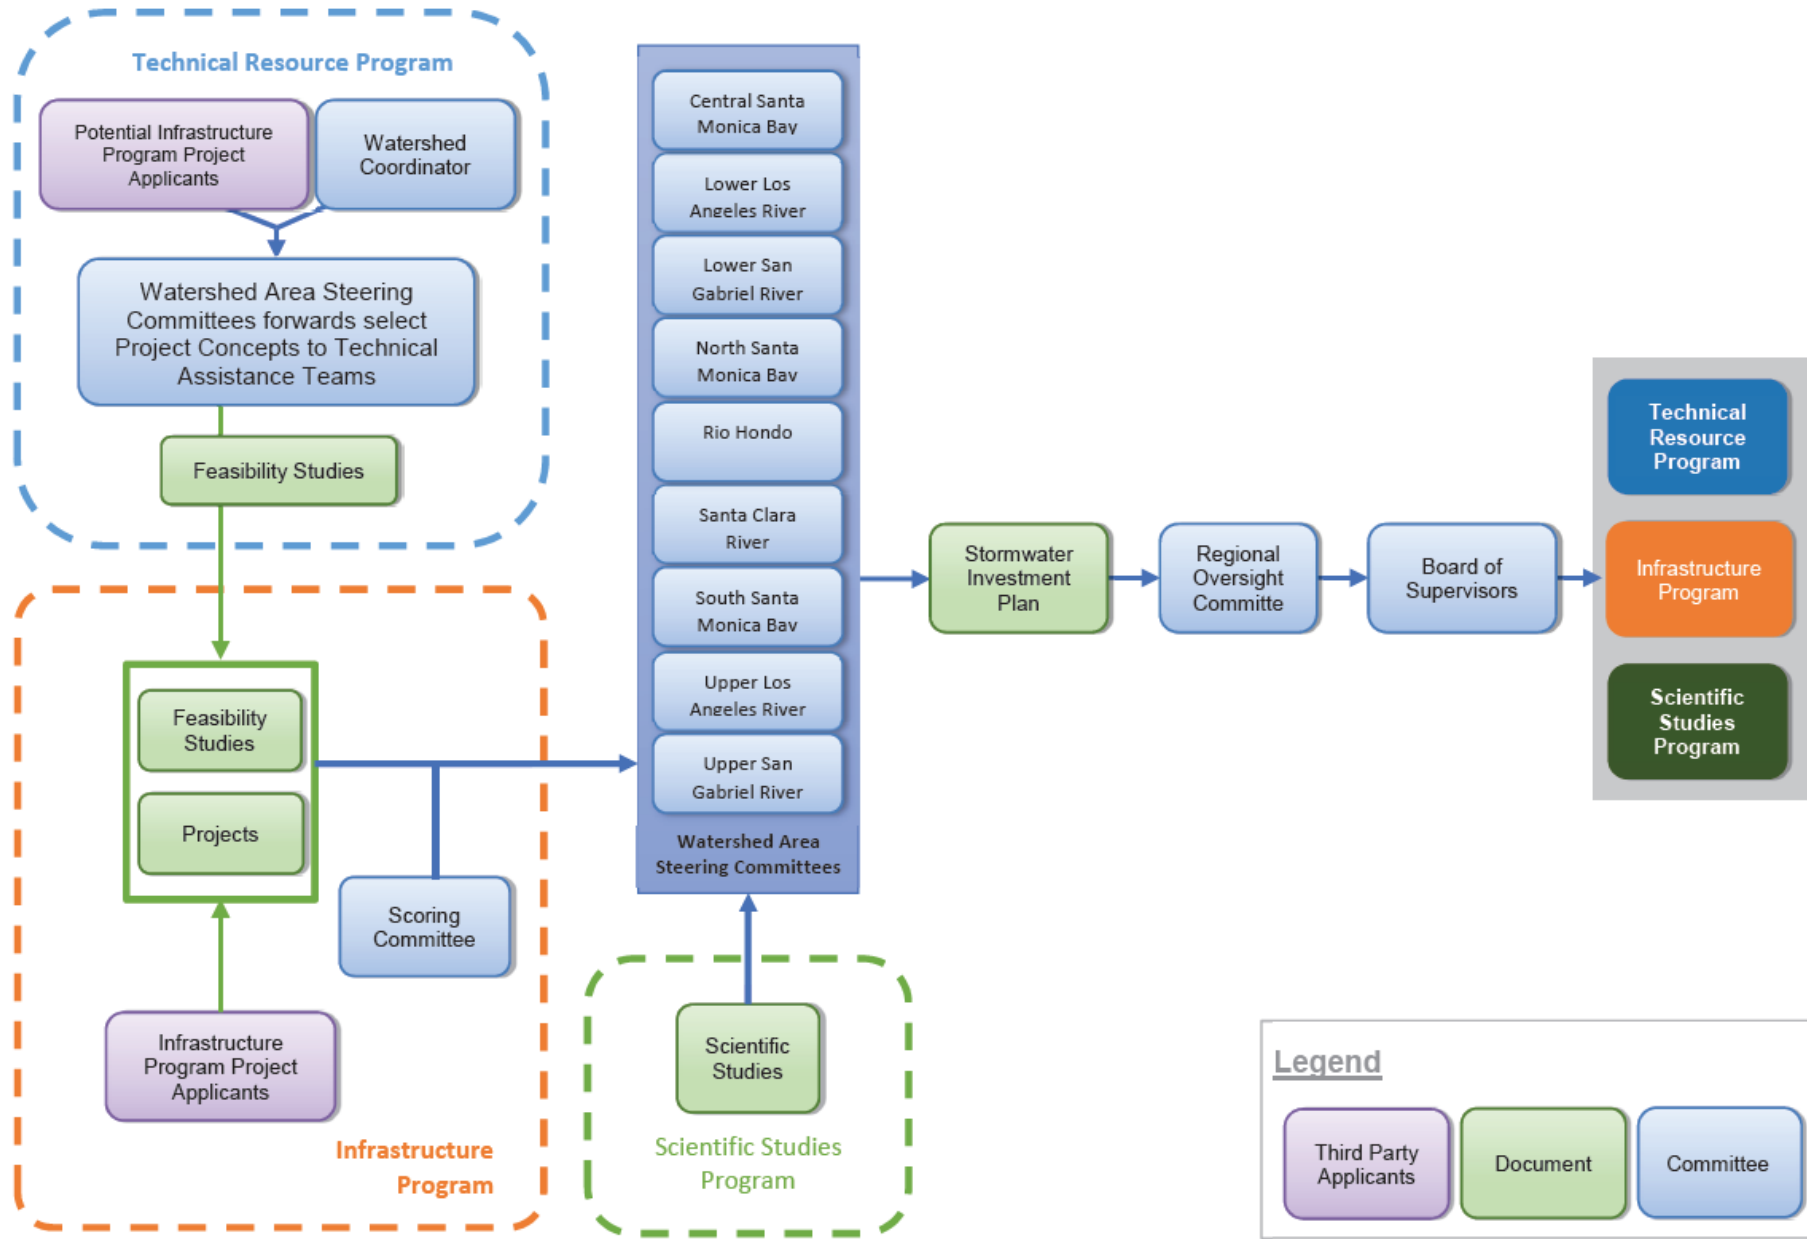 Technical Resource Program
Potential Infrastructure
Program Project
Applicants
Watershed
Coordinator
Watershed Area Steering
Committees forwards select
Project Concepts to Technical
Assistance Teams
Feasibility Studies
Feasibility
Studies
Projects
Scoring
Committee
Infrastructure
Program Project
Applicants
Infrastructure
Program
Central Santa
Monica Bay
Lower Los
Angeles River
Lower San
Gabriel River
North Santa
Monica Bay
Rio Hondo
Santa Clara
River
South Santa
Monica Bay
Upper Los
Angeles River
Upper San
Gabriel River
Watershed Area
Steering Committees
Scientific
Studies
Scientific Studies
Program
Stormwater
Investment
Plan
Regional
Oversight
Committe
Board of
Supervisors
Technical
Resource
Program
Infrastructure
Program
Scientific
Studies
Program
Legend
Third Party
Applicants
Document
Committee